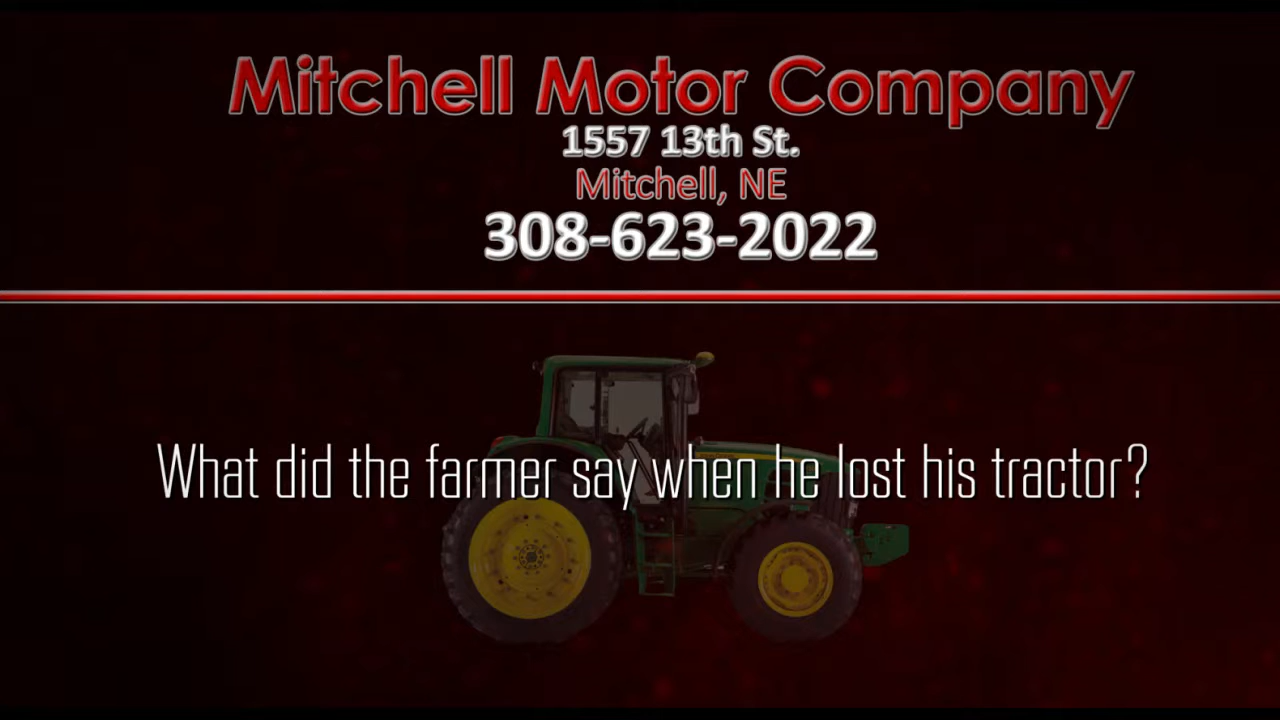 Mitchell Motor Company
1557 13th St.
Mitchell, NE
308-623-2022
What did the farmer say when he lost his tractor?